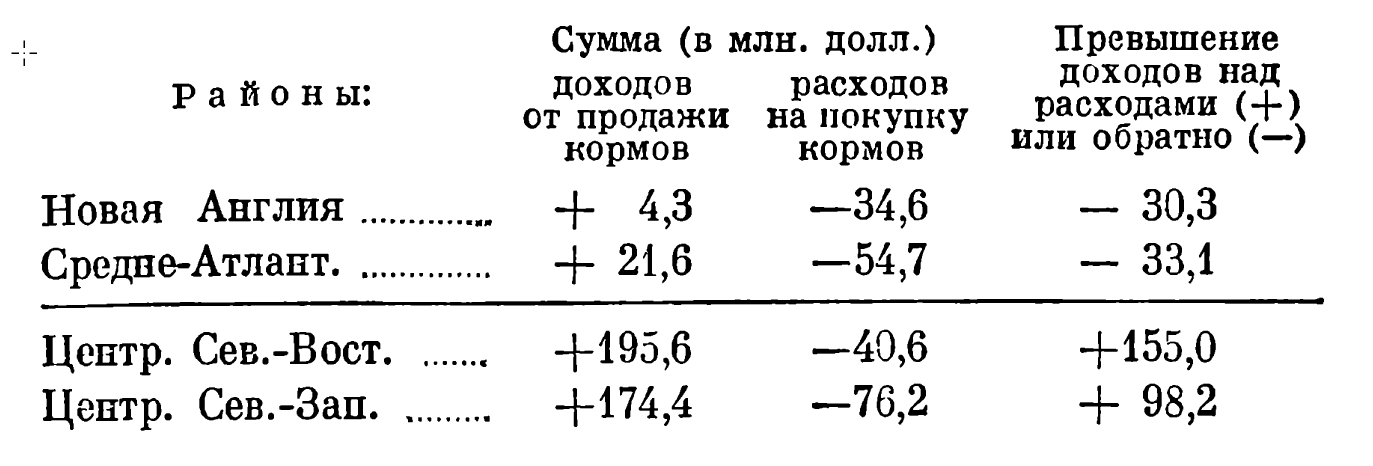 Сумма (в млн. долл.) Превышение
Районы: доходов расходов доходов над
от продажи на покупку расходами (+)
кормов кормов или обратно (—)
Новая Англия .............. + 4,3 —34,6 — 30,3
Средне-Атлант. .............. + 21,6 —54,7 — 33,1
Центр. Сев.-Вост. ....... +195,6 —40,6 +155,0
Центр. Сев.-Зап. ......... +174,4 —76,2 + 98,2